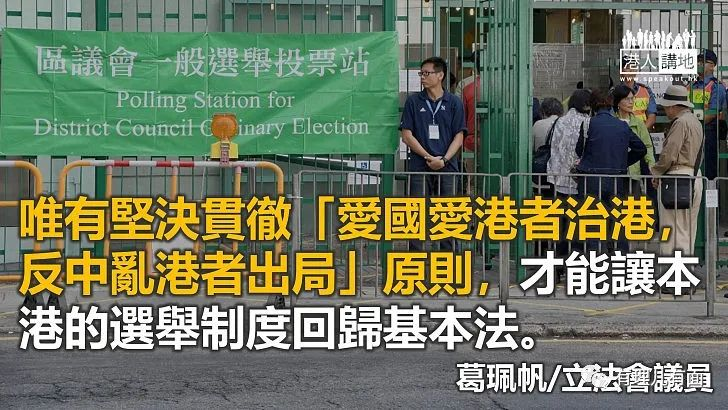 區議會一般選舉投票站
Polling Station for
District Council Ordinary Election
港人講地
www.speakout.hk
唯有堅決貫徹「愛國愛港者治港，
反中亂港者出局」原則，才能讓本
港的選舉制度回歸基本法。
葛珮帆/立法會議員